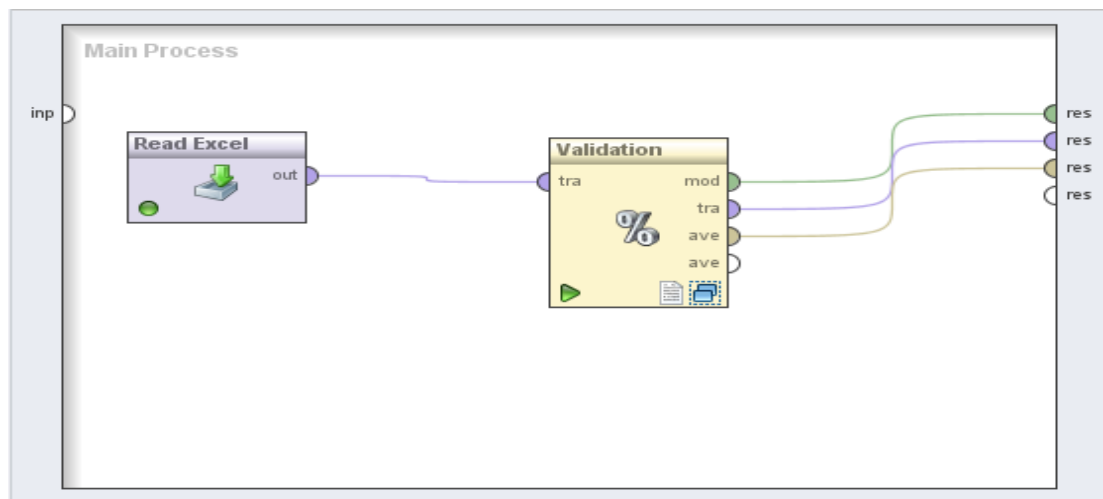 Main Process
inp
res
Read Excel
Validation
res
out
tra
mod
res
tra
res
ave
ave